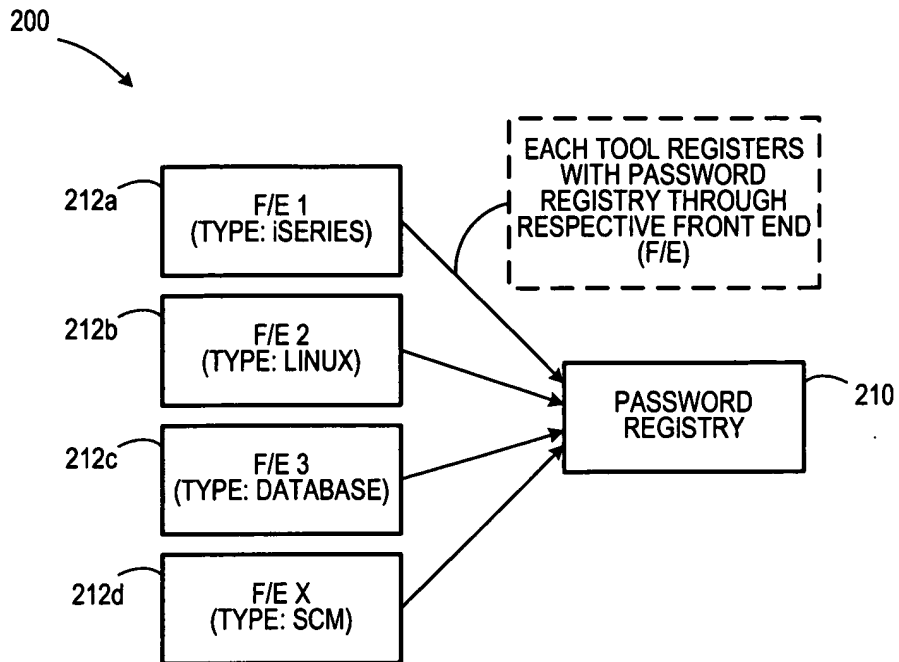 200
EACH TOOL REGISTERS
WITH PASSWORD
REGISTRY THROUGH
RESPECTIVE FRONT END
(F/E)
212a
F/E 1
(TYPE: iSERIES)
212b
F/E 2
(TYPE: LINUX)
212c
F/E 3
(TYPE: DATABASE)
212d
F/E X
(TYPE: SCM)
PASSWORD
REGISTRY
210